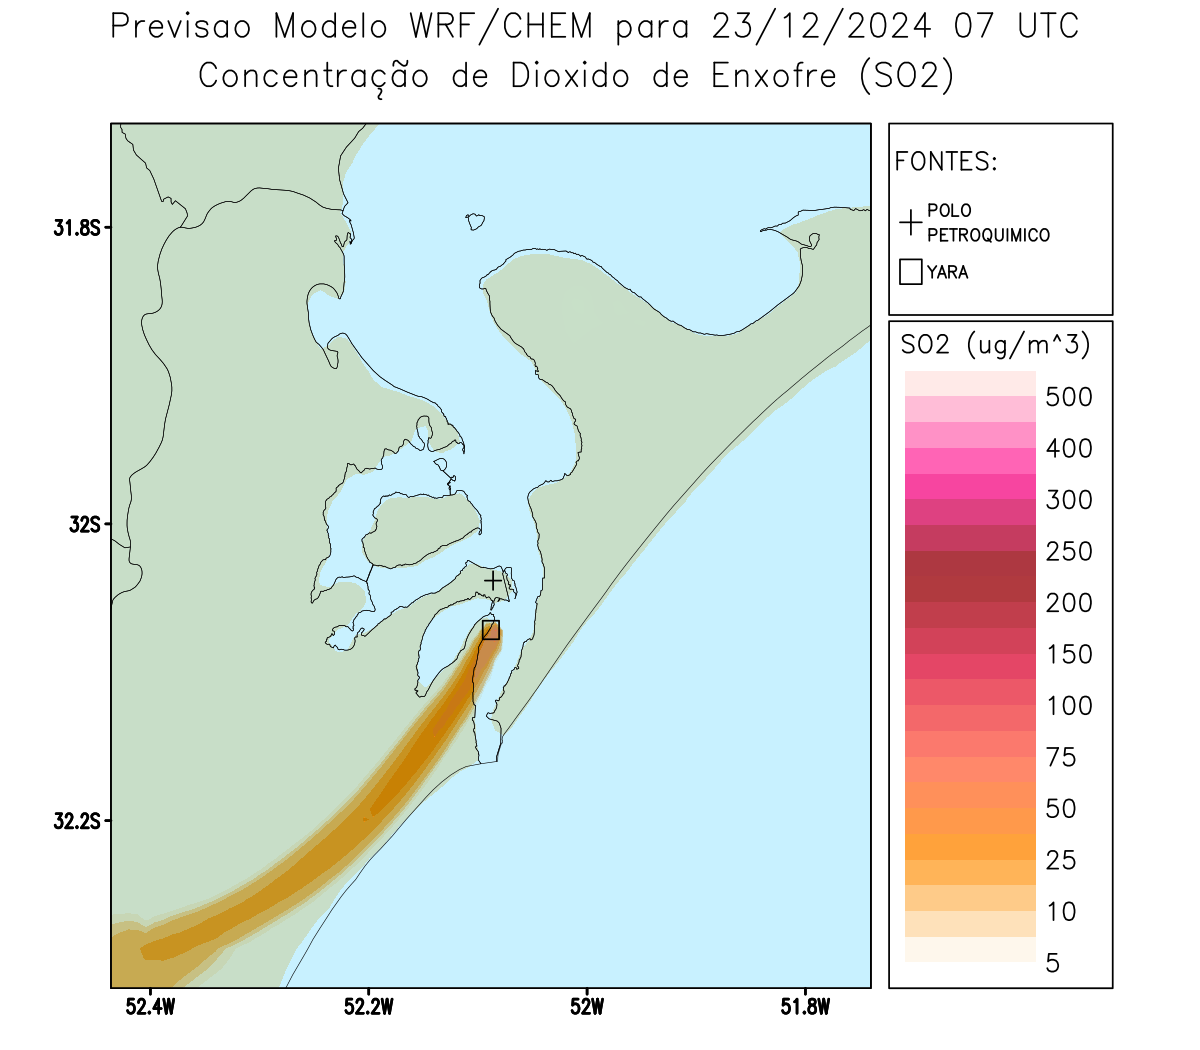 Previsao Modelo WRF/CHEM para 23/12/2024 07 UTC
Concentração de Dioxido de Enxofre (SO2)
FONTES:
POLO
PETROQUIMICO
YARA
31.8S
32S
32.2S
52.4W
52.2W
52W
51.8W
SO2 (ug/m^3)
500
400
300
250
200
150
100
75
50
25
10
5